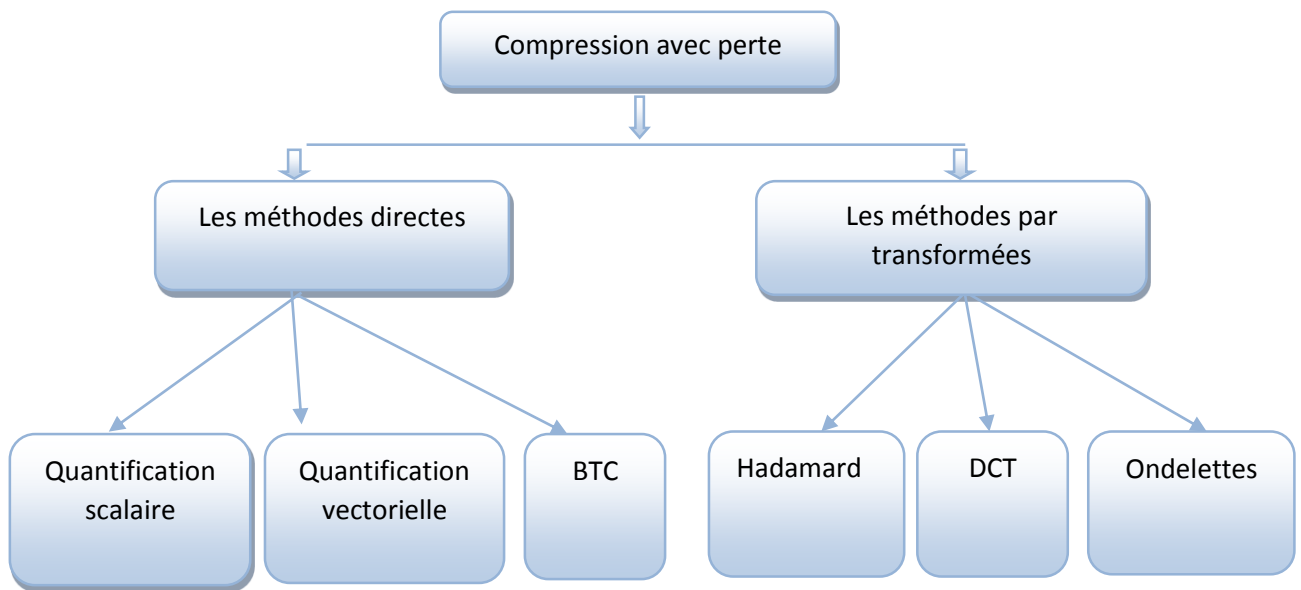 Compression avec perte
Les méthodes directes
Les méthodes par
transformées
Quantification
scalaire
Quantification
vectorielle
BTC
Hadamard
DCT
Ondelettes